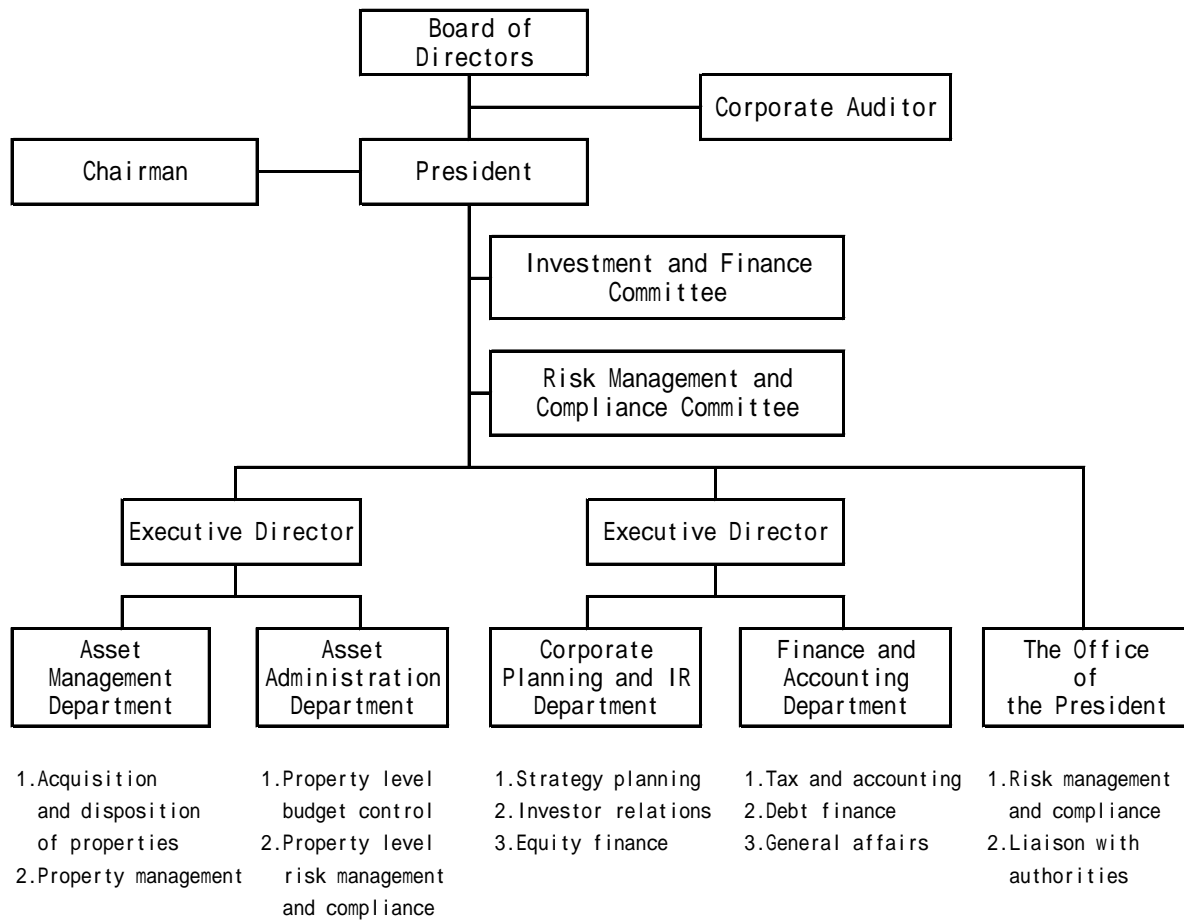 Board of
Directors
Corporate Auditor
Chairman
President
Investment and Finance
Committee
Risk Management and
Compliance Committee
Executive Director
Executive Director
Asset
Management
Department
Asset
Administration
Department
Corporate
Planning and IR
Department
Finance and
Accounting
Department
The Office
of
the President
1.Acquisition
and disposition
of properties
2.Property management
1.Property level
budget control
2.Property level
risk management
and compliance
1.Strategy planning
2.Investor relations
3.Equity finance
1.Tax and accounting
2.Debt finance
3.General affairs
1.Risk management
and compliance
2.Liaison with
authorities